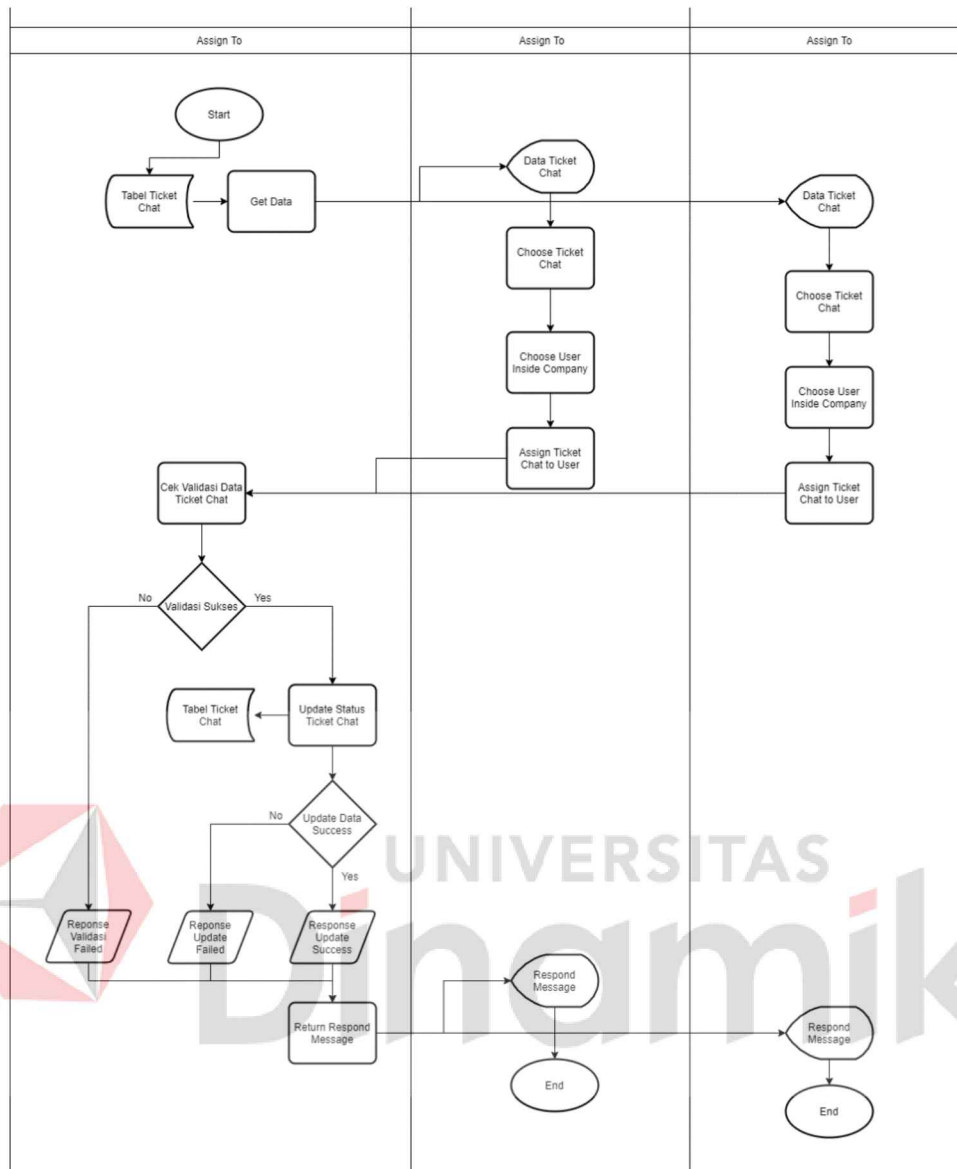 Assign To
Assign To
Assign To
Start
Data Ticket
Chat
Tabel Ticket
Chat
Get Data
Data Ticket
Chat
Choose Ticket
Chat
Choose Ticket
Chat
Choose User
Inside Company
Choose User
Inside Company
Assign Ticket
Chat to User
Cek Validasi Data
Ticket Chat
Assign Ticket
Chat to User
No
Validasi Sukses
Yes
Tabel Ticket
Chat
Update Status
Ticket Chat
No
Update Data
Success
Yes
UNIVERSITAS
Dinamik
Reponse
Validasi
Failed
Reponse
Update
Failed
Response
Update
Success
Respond
Message
Return Respond
Message
Respond
Message
End
End